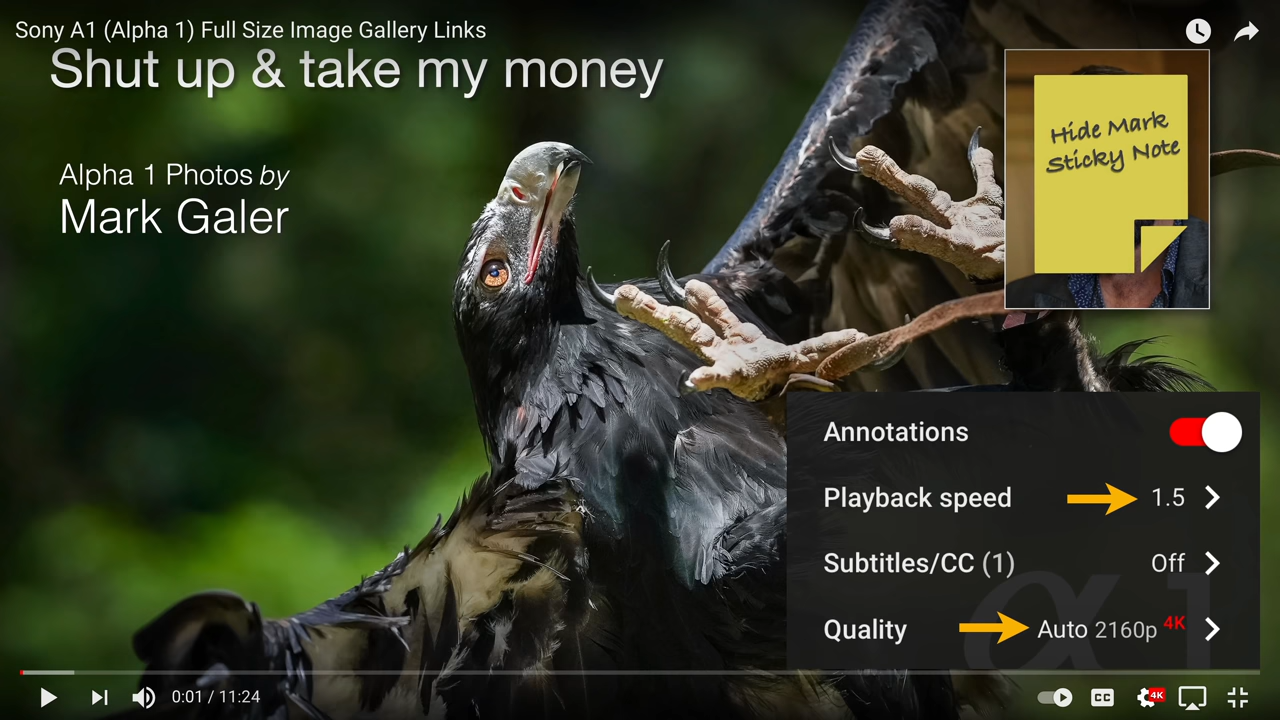 Sony A1 (Alpha 1) Full Size Image Gallery Links
Shut up & take my money
Alpha 1 Photos by
Mark Galer
Hide Mark
Sticky Note
Annotations
Playback speed 1.5
Subtitles/CC (1) Off
Quality Auto 2160p 4K
α1
0:01 / 11:24
CC
4K